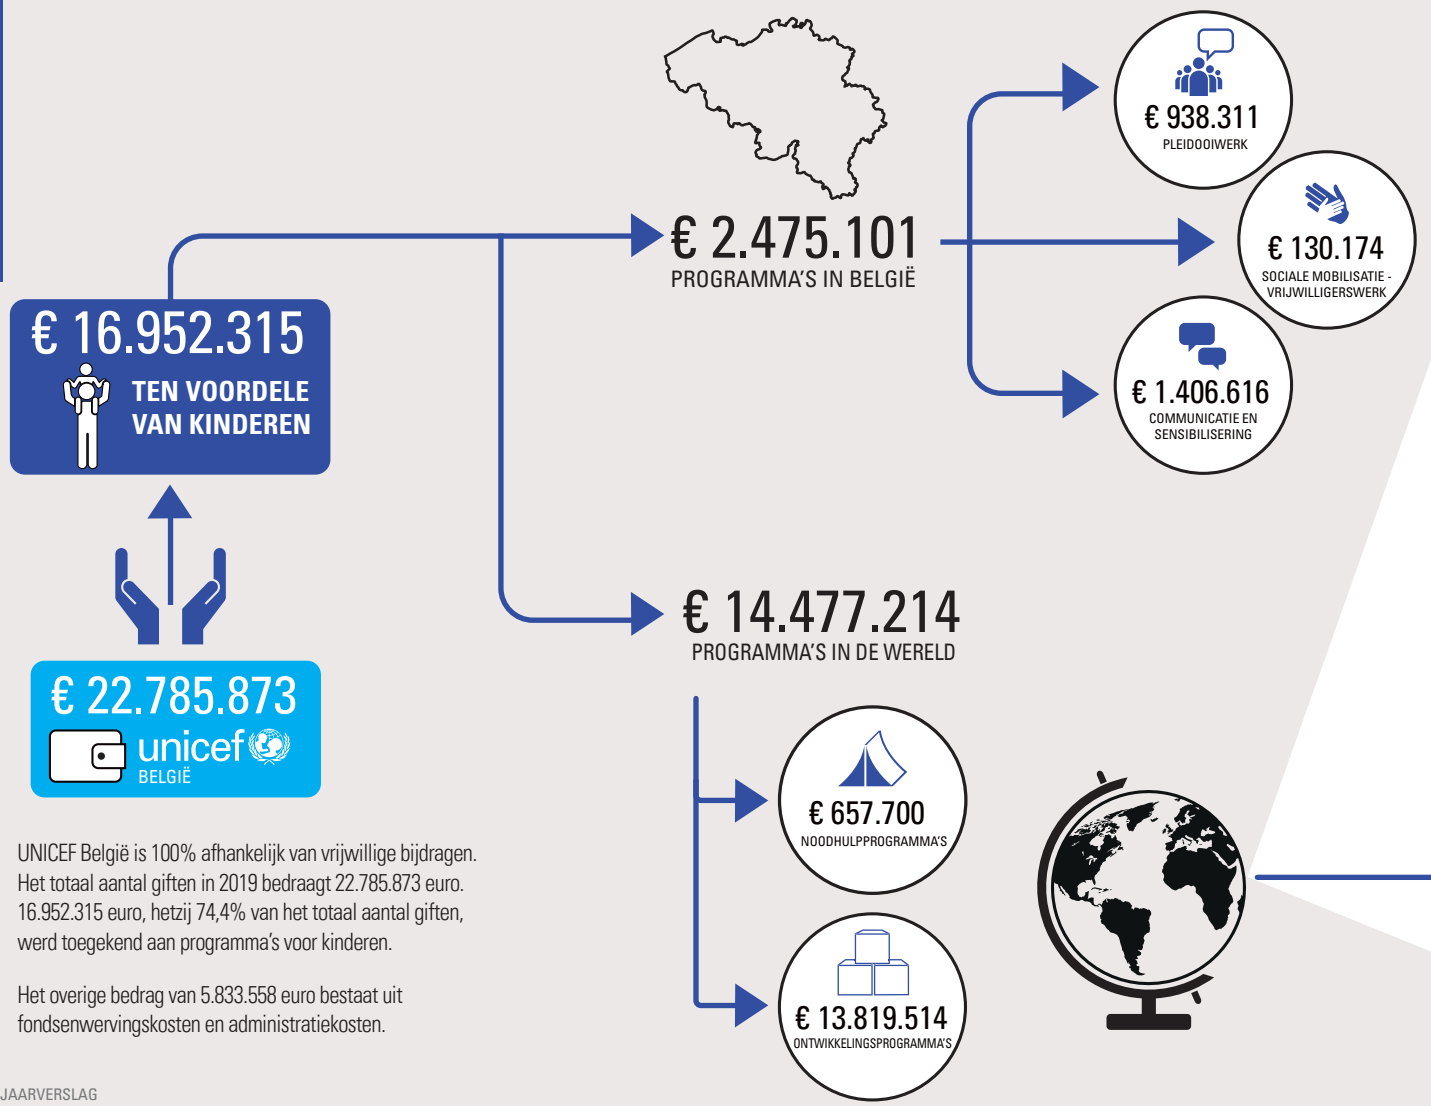 € 2.475.101
PROGRAMMA'S IN BELGIË
€ 938.311
PLEIDOOIWERK
€ 130.174
SOCIALE MOBILISATIE -
VRIJWILLIGERSWERK
€ 1.406.616
COMMUNICATIE EN
SENSIBILISERING
€ 16.952.315
TEN VOORDELE
VAN KINDEREN
€ 22.785.873
unicef
BELGIË
€ 14.477.214
PROGRAMMA'S IN DE WERELD
€ 657.700
NOODHULPPROGRAMMA'S
€ 13.819.514
ONTWIKKELINGSPROGRAMMA'S
UNICEF België is 100% afhankelijk van vrijwillige bijdragen.
Het totaal aantal giften in 2019 bedraagt 22.785.873 euro.
16.952.315 euro, hetzij 74,4% van het totaal aantal giften,
werd toegekend aan programma's voor kinderen.
Het overige bedrag van 5.833.558 euro bestaat uit
fondsenwervingskosten en administratiekosten.
JAARVERSLAG